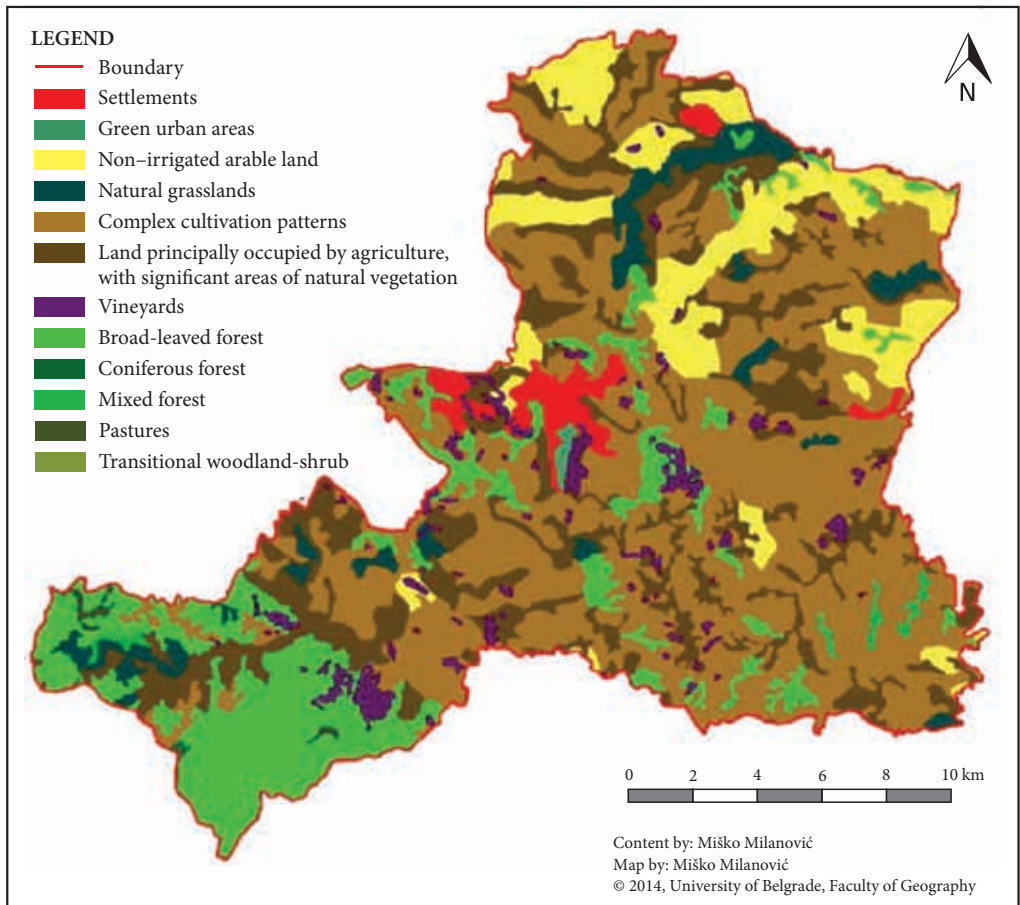 LEGEND
Boundary
Settlements
Green urban areas
Non–irrigated arable land
Natural grasslands
Complex cultivation patterns
Land principally occupied by agriculture,
with significant areas of natural vegetation
Vineyards
Broad-leaved forest
Coniferous forest
Mixed forest
Pastures
Transitional woodland-shrub
N
0 2 4 6 8 10 km
Content by: Miško Milanović
Map by: Miško Milanović
© 2014, University of Belgrade, Faculty of Geography